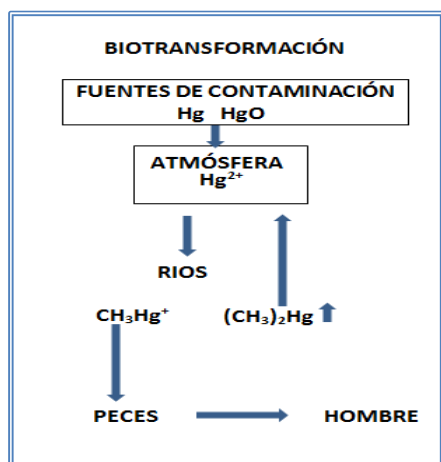 BIOTRANSFORMACIÓN
FUENTES DE CONTAMINACIÓN
Hg HgO
ATMÓSFERA
Hg²⁺
RIOS
CH₃Hg⁺ (CH₃)₂Hg
PECES HOMBRE